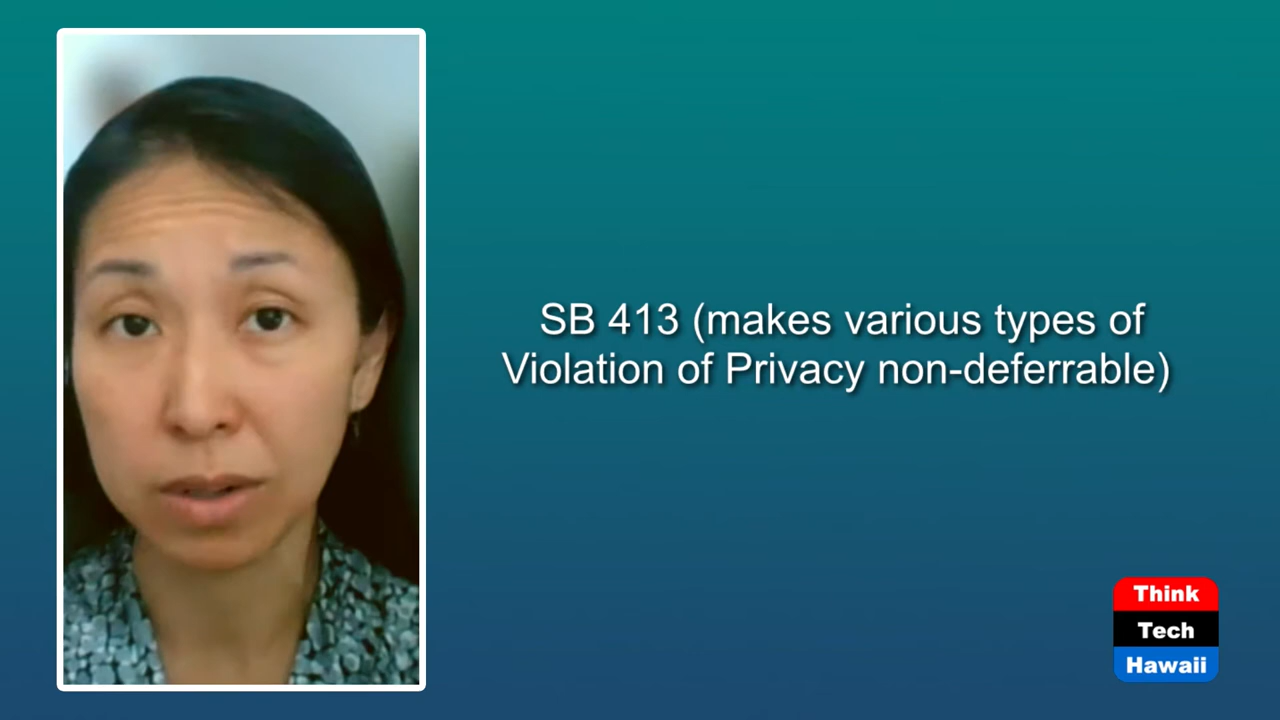 SB 413 (makes various types of
Violation of Privacy non-deferrable)
Think
Tech
Hawaii